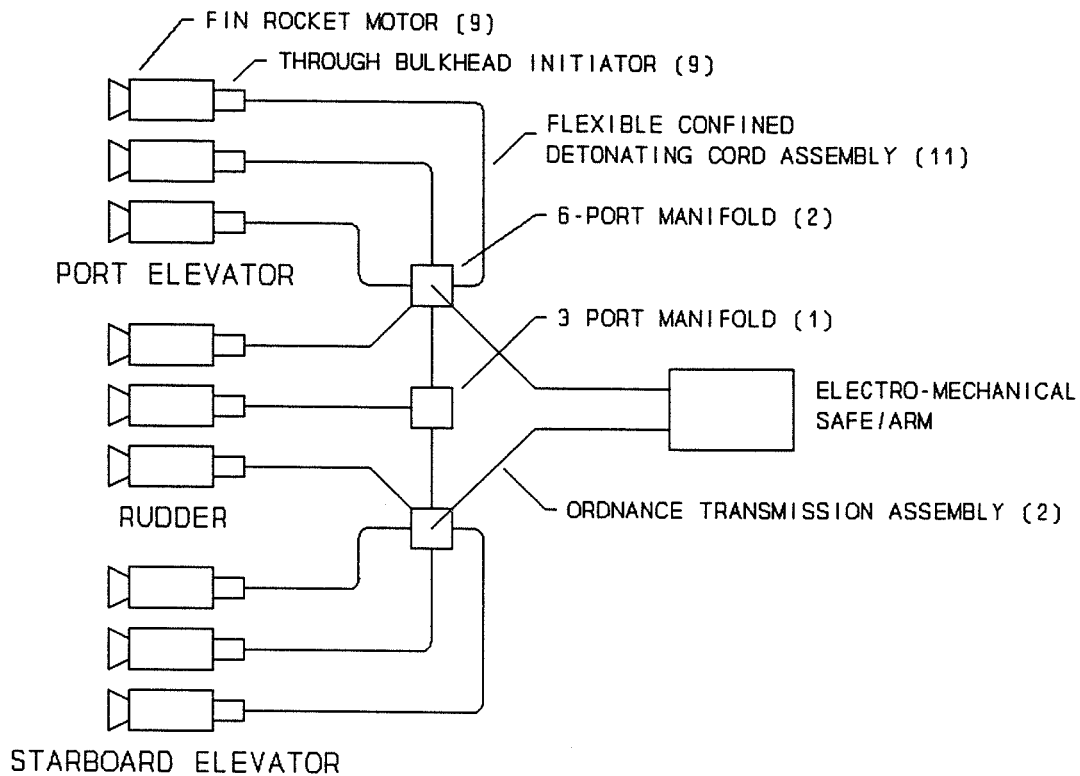 FIN ROCKET MOTOR (9)
THROUGH BULKHEAD INITIATOR (9)
FLEXIBLE CONFINED
DETONATING CORD ASSEMBLY (11)
6-PORT MANIFOLD (2)
PORT ELEVATOR
3 PORT MANIFOLD (1)
ELECTRO-MECHANICAL
SAFE/ARM
RUDDER
ORDNANCE TRANSMISSION ASSEMBLY (2)
STARBOARD ELEVATOR